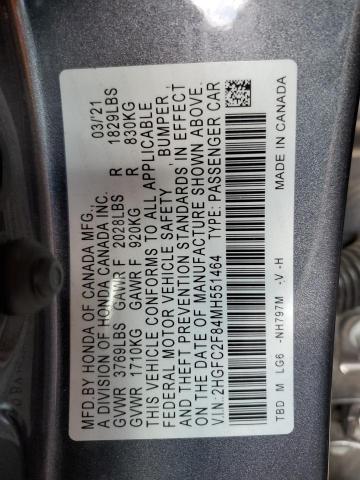 MFD.BY HONDA OF CANADA MFG., 03/'21
A DIVISION OF HONDA CANADA INC.
GVWR 3769LBS GAWR F 2028LBS R 1829LBS
GVWR 1710KG GAWR F 920KG R 830KG
THIS VEHICLE CONFORMS TO ALL APPLICABLE
FEDERAL MOTOR VEHICLE SAFETY, BUMPER,
AND THEFT PREVENTION STANDARDS IN EFFECT
ON THE DATE OF MANUFACTURE SHOWN ABOVE.
V.I.N: 2HGFC2F84MH551464 TYPE: PASSENGER CAR
TBD M LG6 -NH797M -V -H MADE IN CANADA